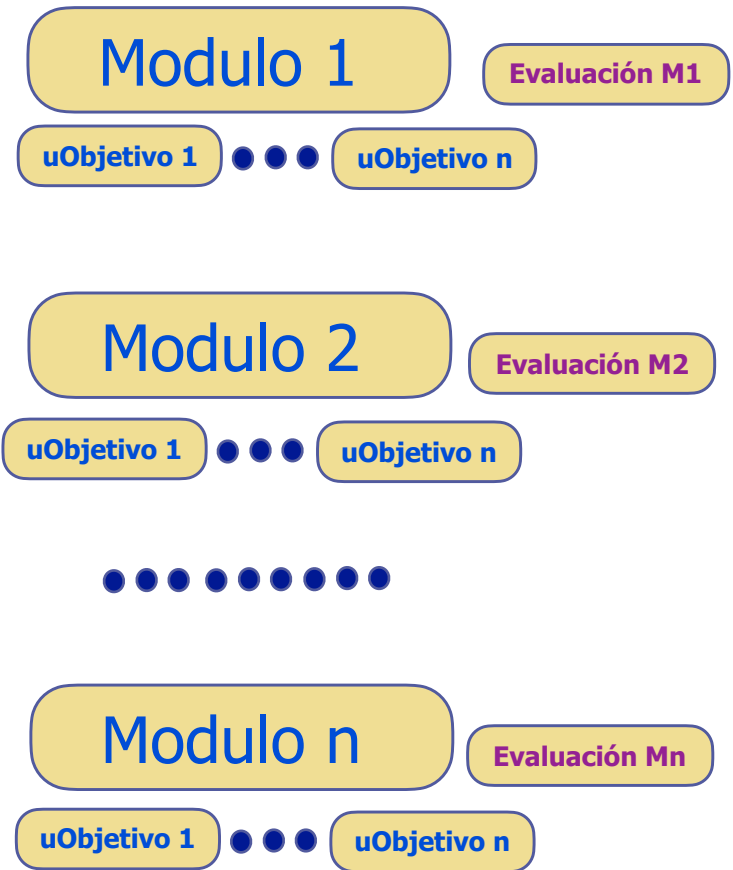 Modulo 1
Evaluación M1
uObjetivo 1
uObjetivo n
Modulo 2
Evaluación M2
uObjetivo 1
uObjetivo n
Modulo n
Evaluación Mn
uObjetivo 1
uObjetivo n